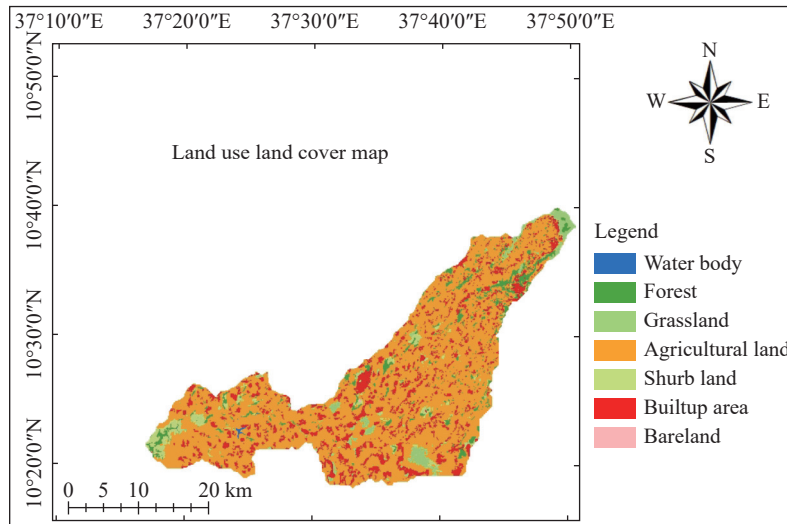 37°10′0″E 37°20′0″E 37°30′0″E 37°40′0″E 37°50′0″E
10°50′0″N
10°40′0″N
10°30′0″N
10°20′0″N
N
W E
S
Land use land cover map
Legend
Water body
Forest
Grassland
Agricultural land
Shurb land
Builtup area
Bareland
0 5 10 20 km